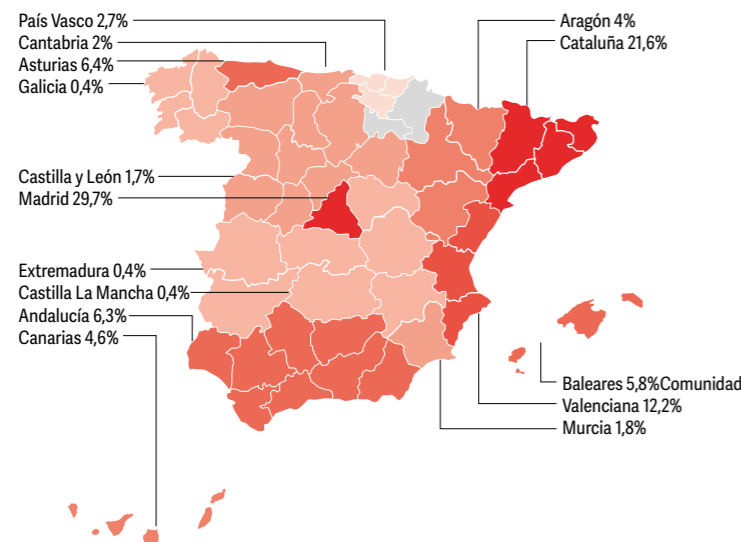 País Vasco 2,7%
Cantabria 2%
Asturias 6,4%
Galicia 0,4%
Aragón 4%
Cataluña 21,6%
Castilla y León 1,7%
Madrid 29,7%
Extremadura 0,4%
Castilla La Mancha 0,4%
Andalucía 6,3%
Canarias 4,6%
Baleares 5,8%Comunidad
Valenciana 12,2%
Murcia 1,8%